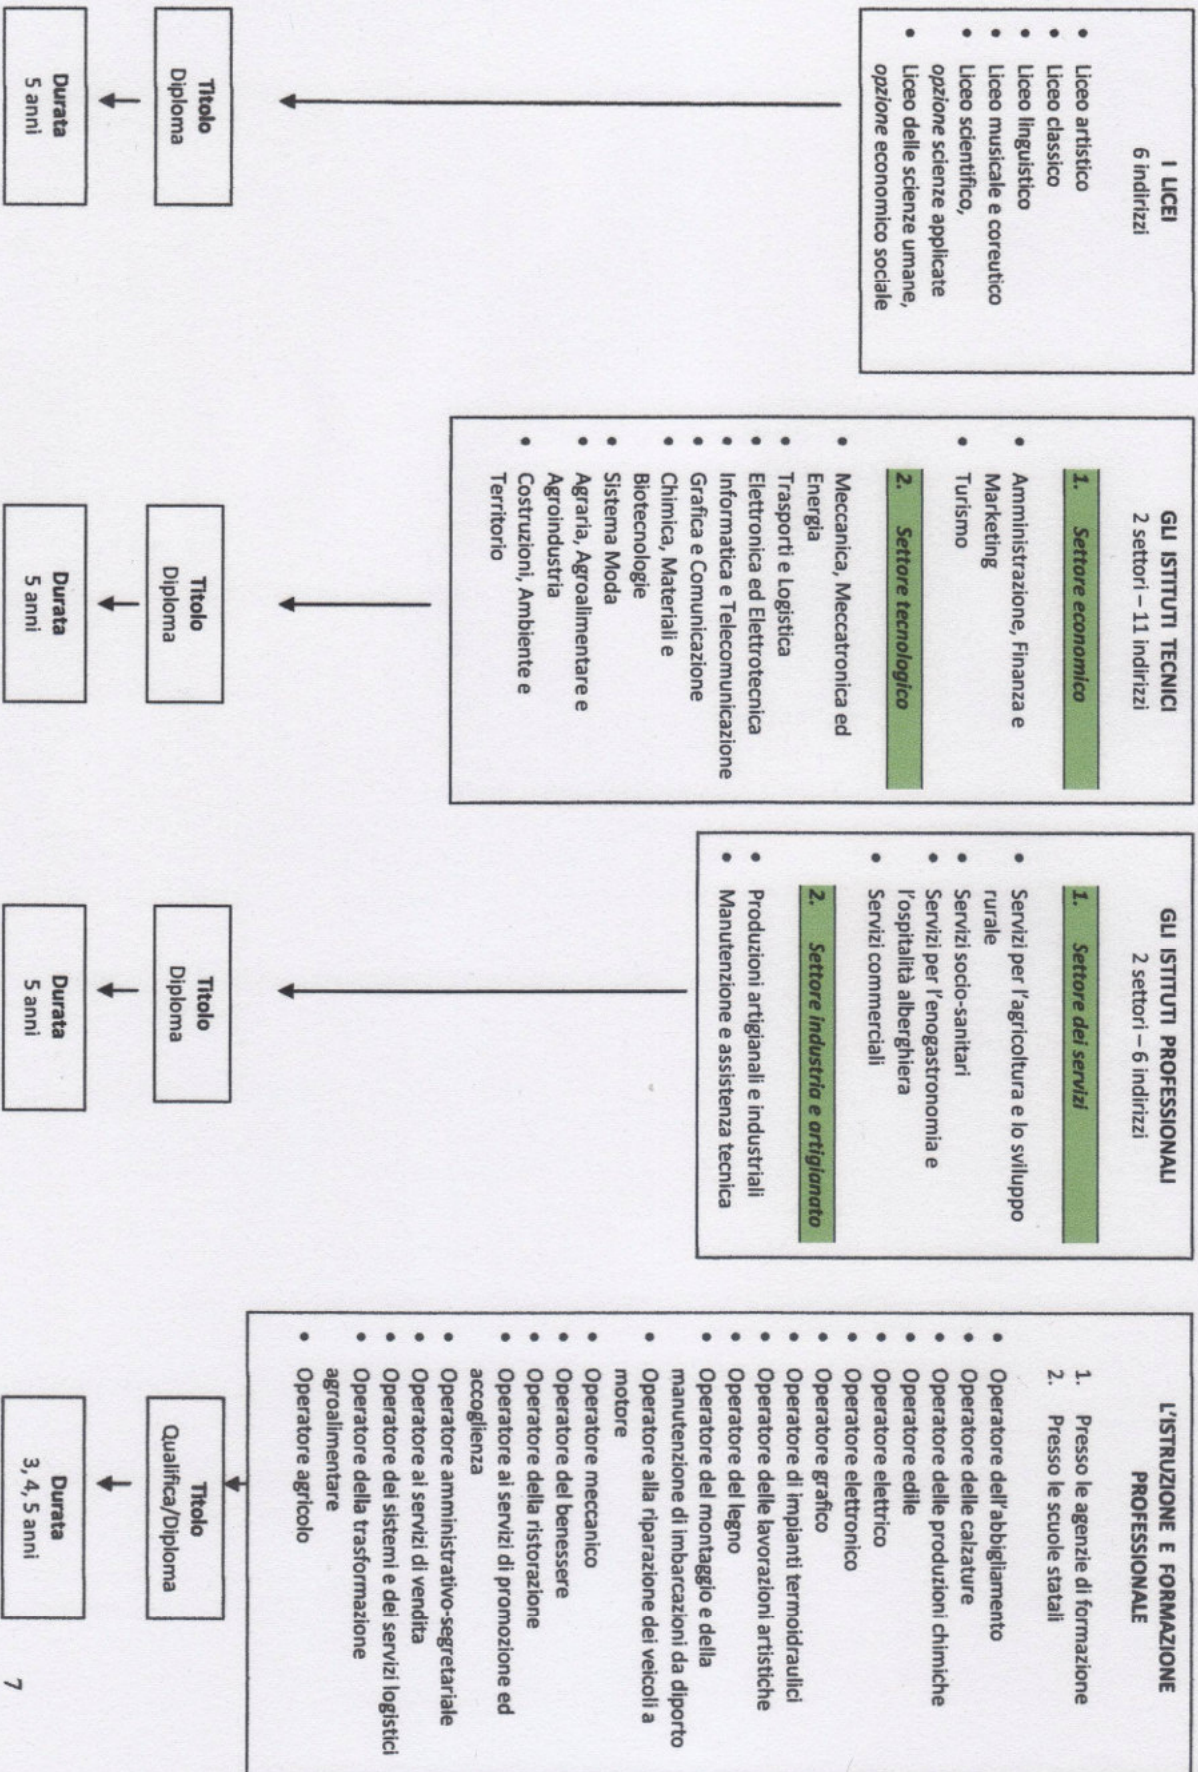 I LICEI
6 indirizzi
• Liceo artistico
• Liceo classico
• Liceo linguistico
• Liceo musicale e coreutico
• Liceo scientifico,
opzione scienze applicate
• Liceo delle scienze umane,
opzione economico sociale
Titolo
Diploma
Durata
5 anni
GLI ISTITUTI TECNICI
2 settori – 11 indirizzi
1. Settore economico
• Amministrazione, Finanza e
Marketing
• Turismo
2. Settore tecnologico
• Meccanica, Meccatronica ed
Energia
• Trasporti e Logistica
• Elettronica ed Elettrotecnica
• Informatica e Telecomunicazione
• Grafica e Comunicazione
• Chimica, Materiali e
Biotecnologie
• Sistema Moda
• Agraria, Agroalimentare e
Agroindustria
• Costruzioni, Ambiente e
Territorio
Titolo
Diploma
Durata
5 anni
GLI ISTITUTI PROFESSIONALI
2 settori – 6 indirizzi
1. Settore dei servizi
• Servizi per l'agricoltura e lo sviluppo
rurale
• Servizi socio-sanitari
• Servizi per l'enogastronomia e
l'ospitalità alberghiera
• Servizi commerciali
2. Settore industria e artigianato
• Produzioni artigianali e industriali
• Manutenzione e assistenza tecnica
Titolo
Diploma
Durata
5 anni
L'ISTRUZIONE E FORMAZIONE
PROFESSIONALE
1. Presso le agenzie di formazione
2. Presso le scuole statali
• Operatore dell'abbigliamento
• Operatore delle calzature
• Operatore delle produzioni chimiche
• Operatore edile
• Operatore elettrico
• Operatore elettronico
• Operatore grafico
• Operatore di impianti termoidraulici
• Operatore delle lavorazioni artistiche
• Operatore del legno
• Operatore del montaggio e della
manutenzione di imbarcazioni da diporto
• Operatore alla riparazione dei veicoli a
motore
• Operatore meccanico
• Operatore del benessere
• Operatore della ristorazione
• Operatore ai servizi di promozione ed
accoglienza
• Operatore amministrativo-segretariale
• Operatore ai servizi di vendita
• Operatore dei sistemi e dei servizi logistici
• Operatore della trasformazione
agroalimentare
• Operatore agricolo
Titolo
Qualifica/Diploma
Durata
3, 4, 5 anni
7